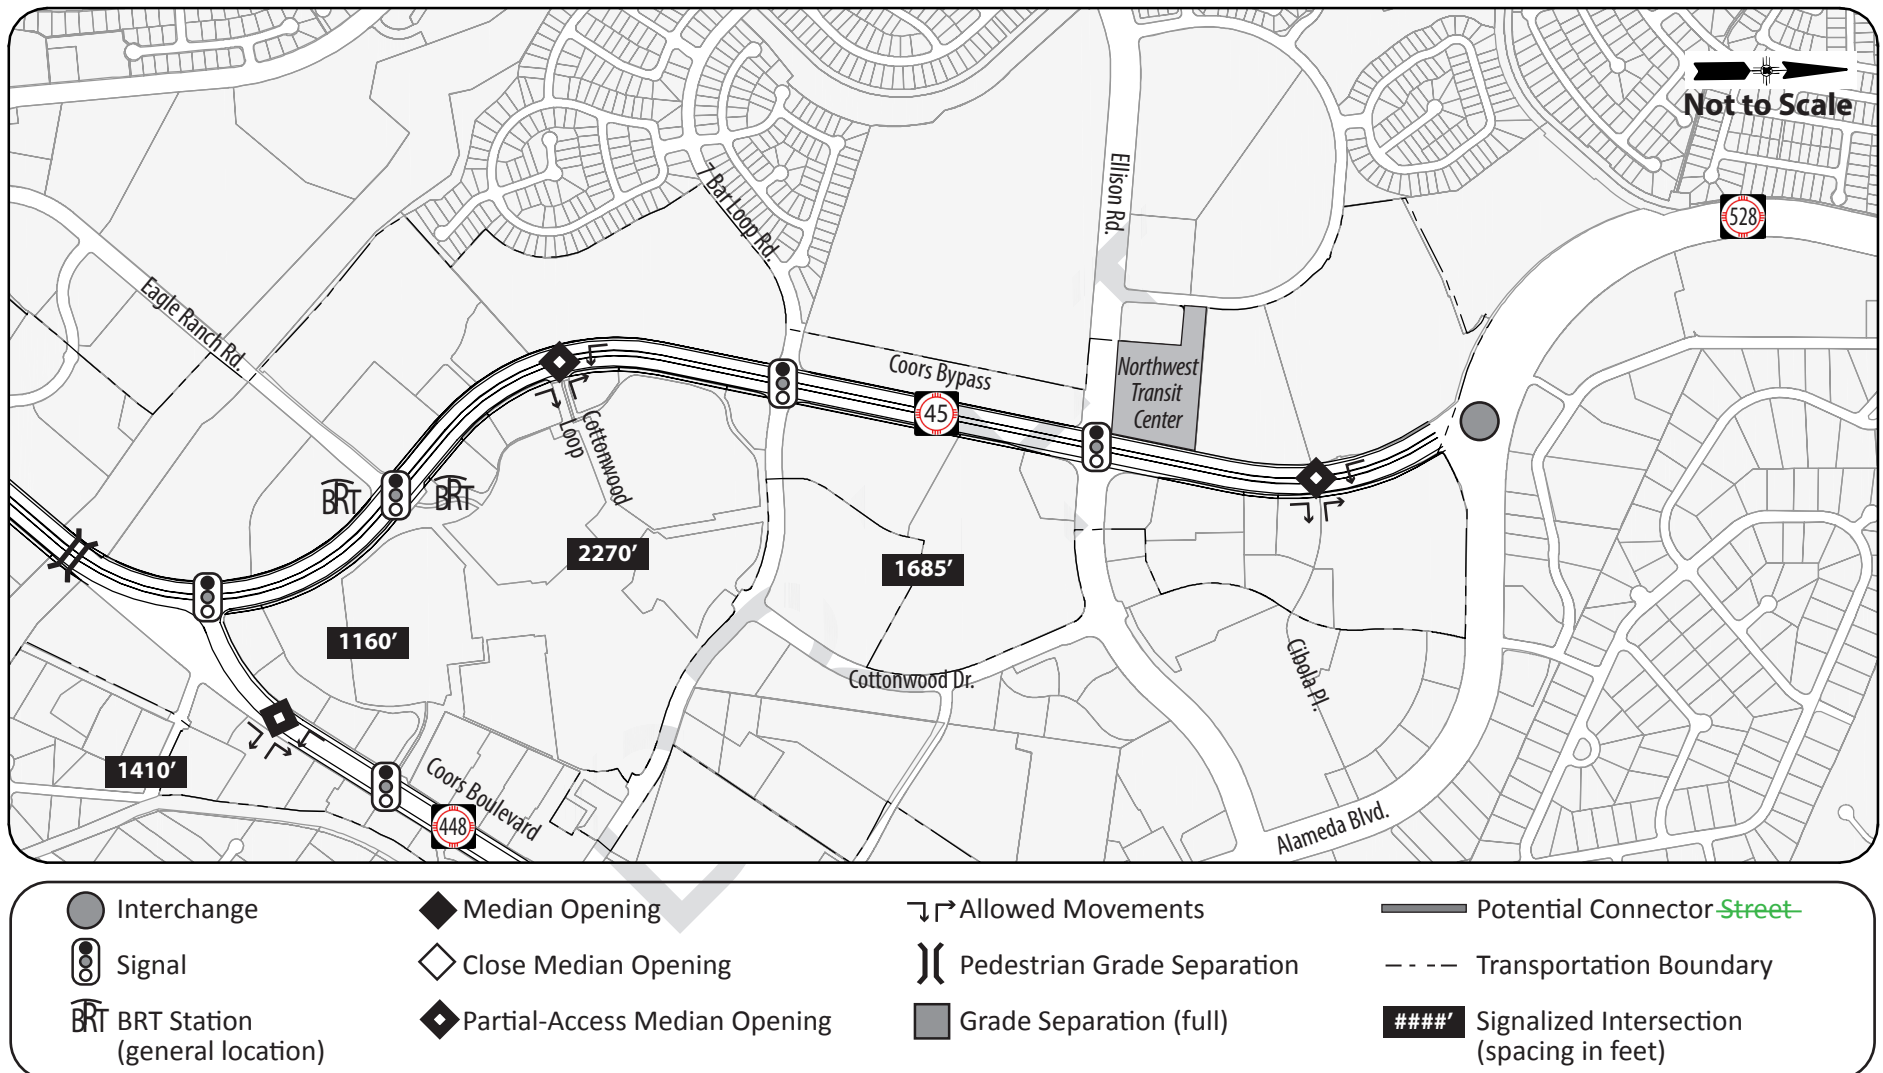 Not to Scale
528
Ellison Rd.
7 Bar Loop Rd.
Eagle Ranch Rd.
Coors Bypass
45
Northwest
Transit
Center
Cottonwood
Loop
BRT
BRT
2270’
1685’
1160’
Cottonwood Dr.
Cibola Pl.
1410’
Coors Boulevard
448
Alameda Blvd.
Interchange
Median Opening
Allowed Movements
Potential Connector Street
Signal
Close Median Opening
Pedestrian Grade Separation
Transportation Boundary
BRT BRT Station
(general location)
Partial-Access Median Opening
Grade Separation (full)
####’ Signalized Intersection
(spacing in feet)